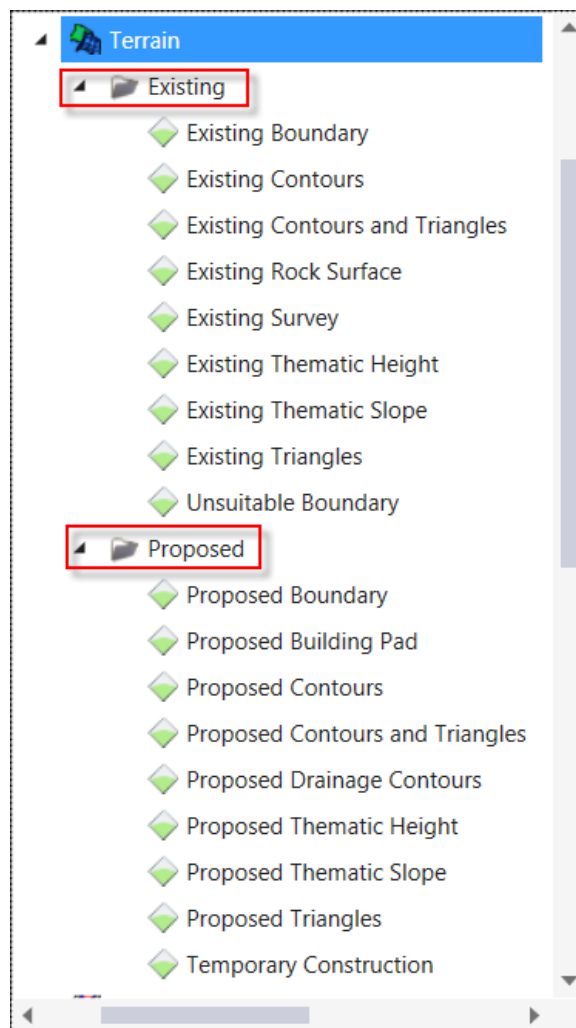 Terrain
Existing
Existing Boundary
Existing Contours
Existing Contours and Triangles
Existing Rock Surface
Existing Survey
Existing Thematic Height
Existing Thematic Slope
Existing Triangles
Unsuitable Boundary
Proposed
Proposed Boundary
Proposed Building Pad
Proposed Contours
Proposed Contours and Triangles
Proposed Drainage Contours
Proposed Thematic Height
Proposed Thematic Slope
Proposed Triangles
Temporary Construction